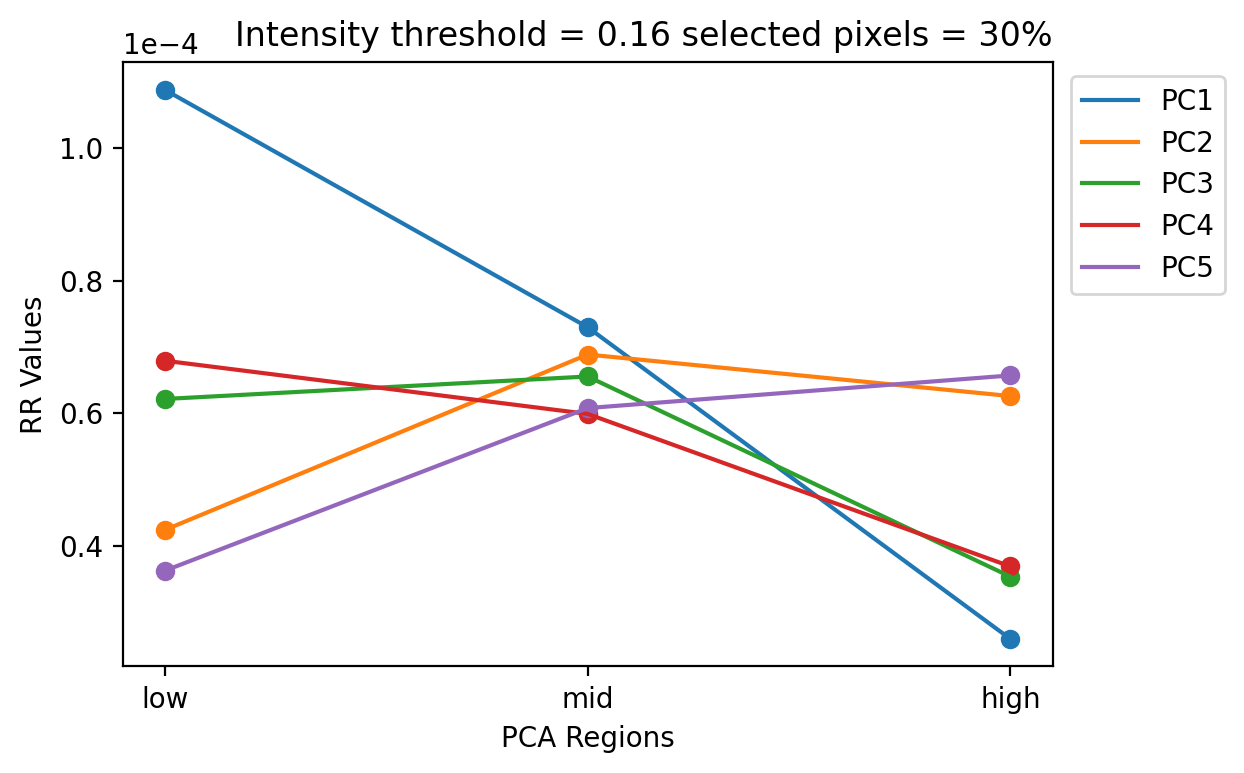 Intensity threshold = 0.16 selected pixels = 30%
1e−4
1.0
0.8
0.6
0.4
RR Values
low mid high
PCA Regions
PC1
PC2
PC3
PC4
PC5